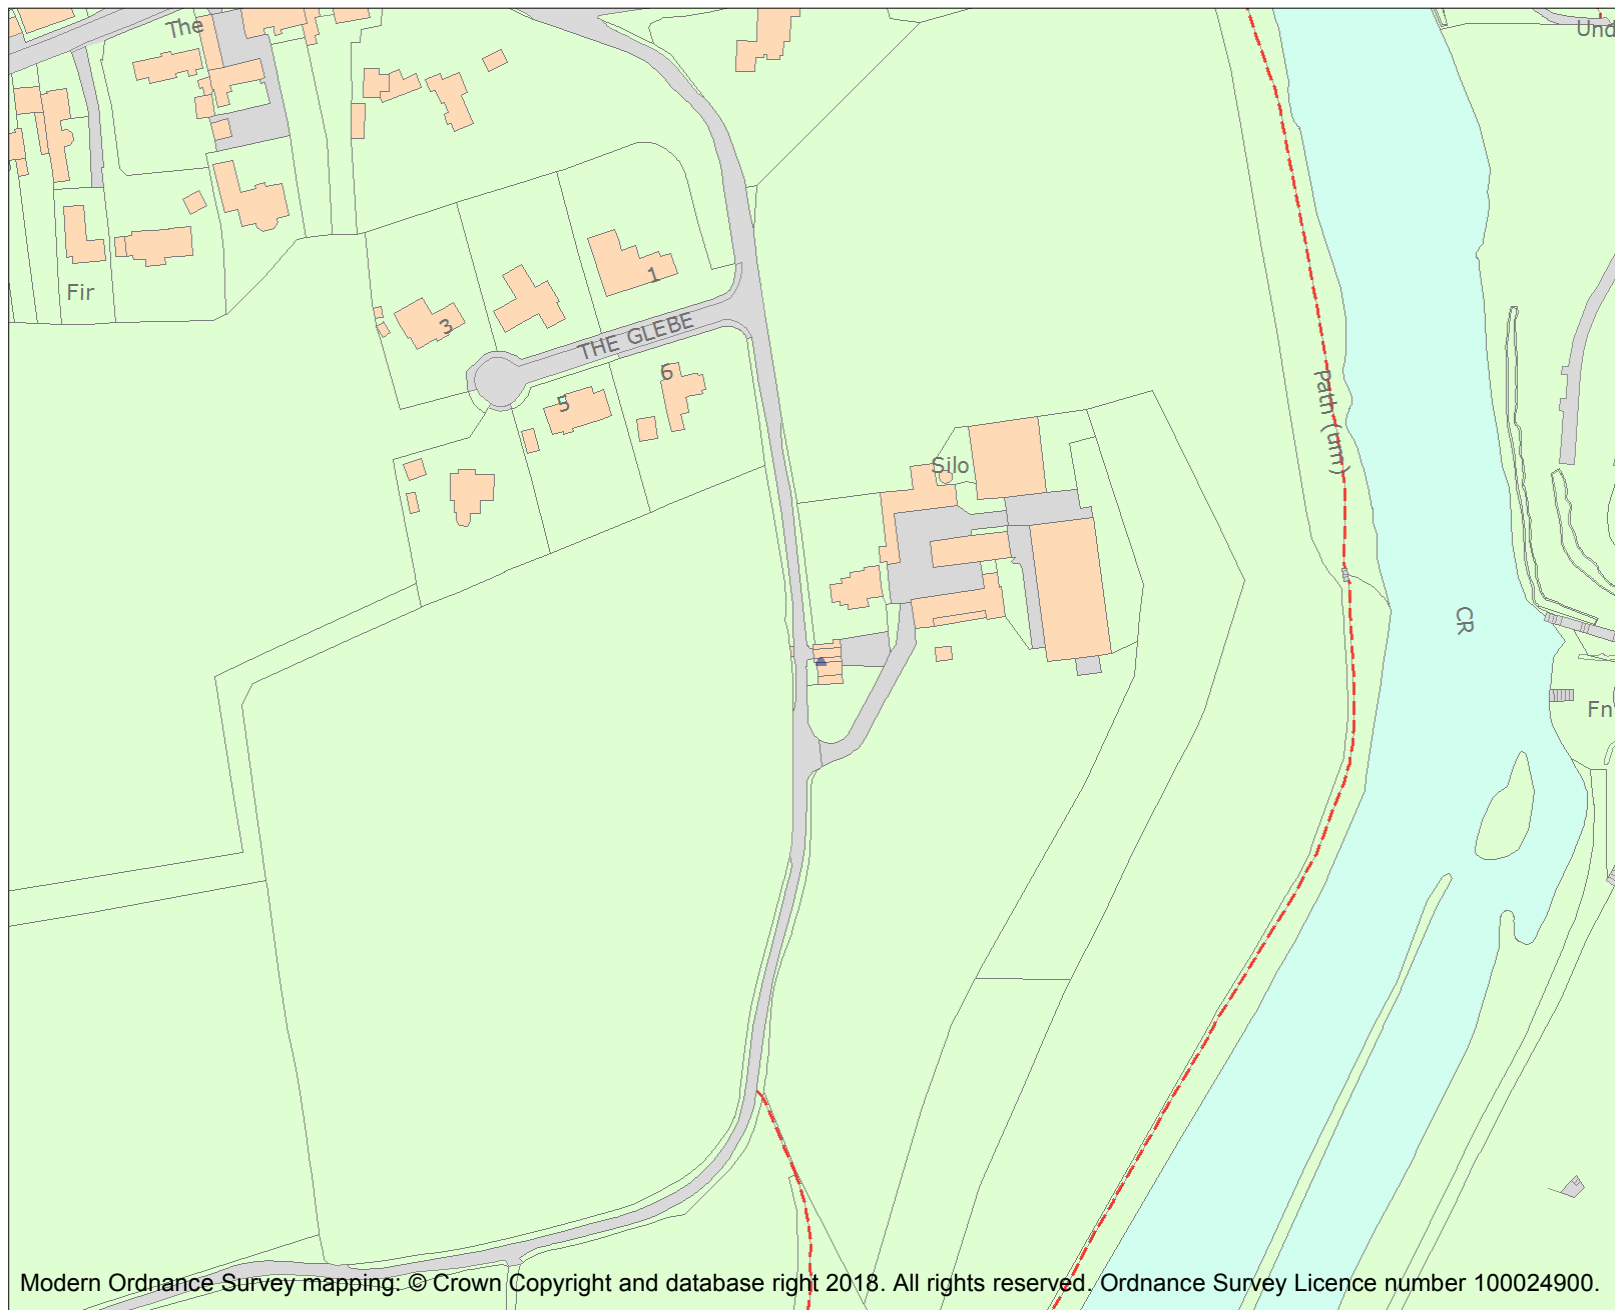 The
Und
Fir
1
3
THE GLEBE
6
5
Path (um)
Silo
CR
Fn
Modern Ordnance Survey mapping: © Crown Copyright and database right 2018. All rights reserved. Ordnance Survey Licence number 100024900.